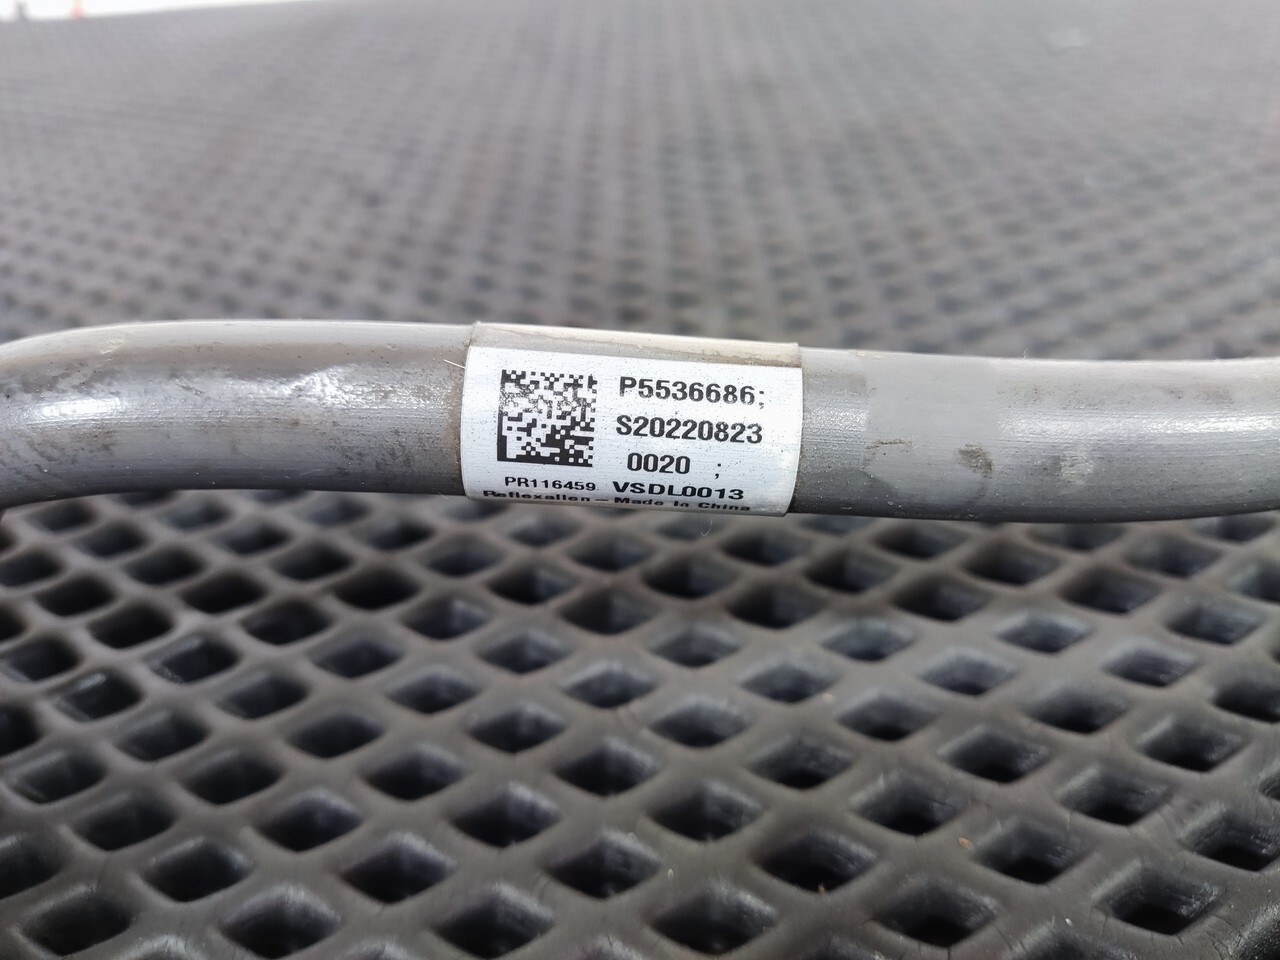 P5536686;
S20220823
0020 ;
PR116459 VSDL0013
Reflexallen - Made in China